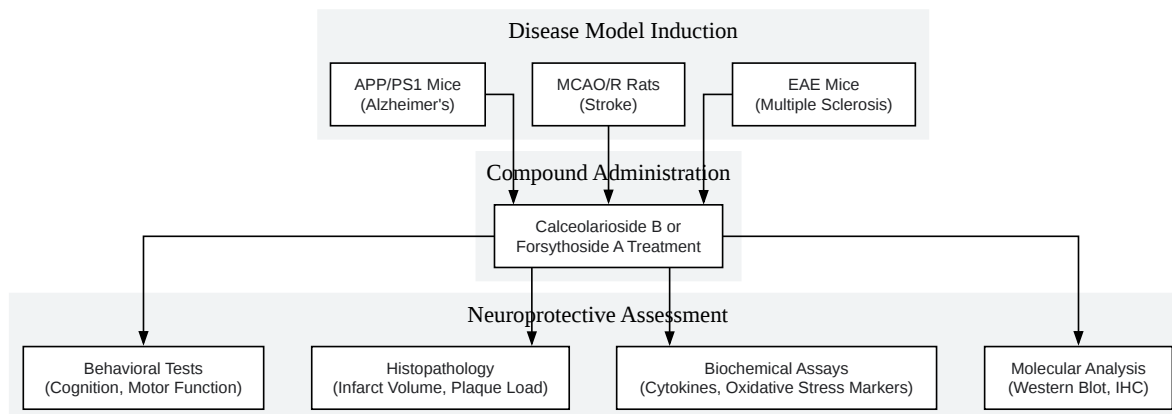 Disease Model Induction
APP/PS1 Mice
(Alzheimer's)
MCAO/R Rats
(Stroke)
EAE Mice
(Multiple Sclerosis)
Compound Administration
Calceolarioside B or
Forsythoside A Treatment
Neuroprotective Assessment
Behavioral Tests
(Cognition, Motor Function)
Histopathology
(Infarct Volume, Plaque Load)
Biochemical Assays
(Cytokines, Oxidative Stress Markers)
Molecular Analysis
(Western Blot, IHC)